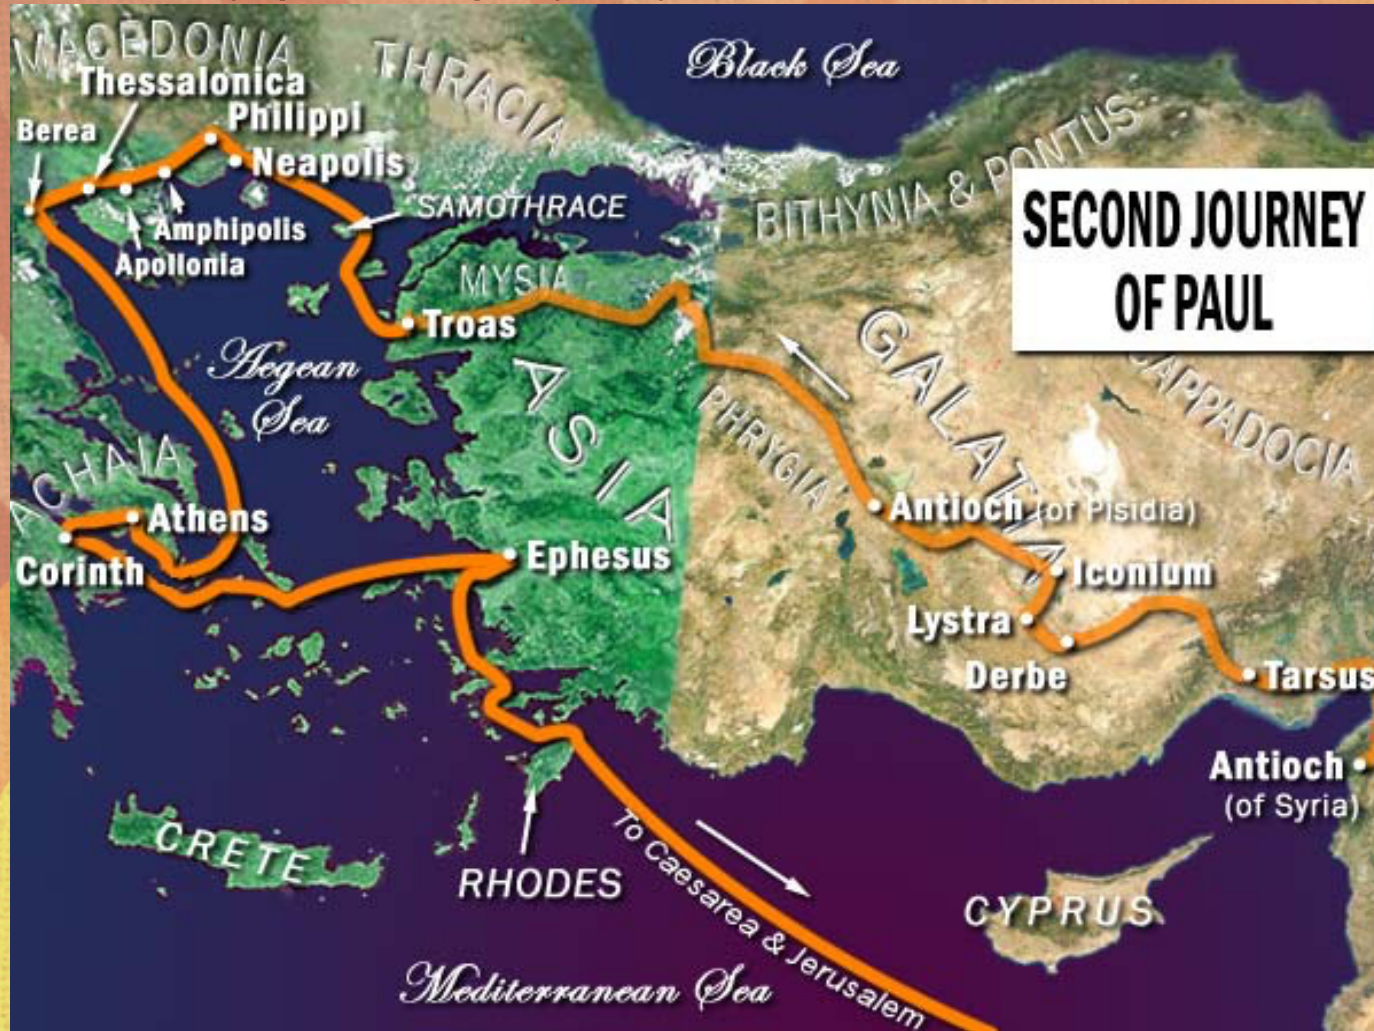 MACEDONIA
THRACIA
Black Sea
Thessalonica
Berea
Philippi
Neapolis
SAMOTHRACE
Amphipolis
Apollonia
BITHYNIA & PONTUS
SECOND JOURNEY
OF PAUL
MYSIA
Troas
Aegean
Sea
ASIA
GALATIA
CAPPADOCIA
PHRYGIA
ACHAIA
Athens
Corinth
Ephesus
Antioch (of Pisidia)
Iconium
Lystra
Derbe
Tarsus
Antioch
(of Syria)
CRETE
RHODES
To Caesarea & Jerusalem
CYPRUS
Mediterranean Sea